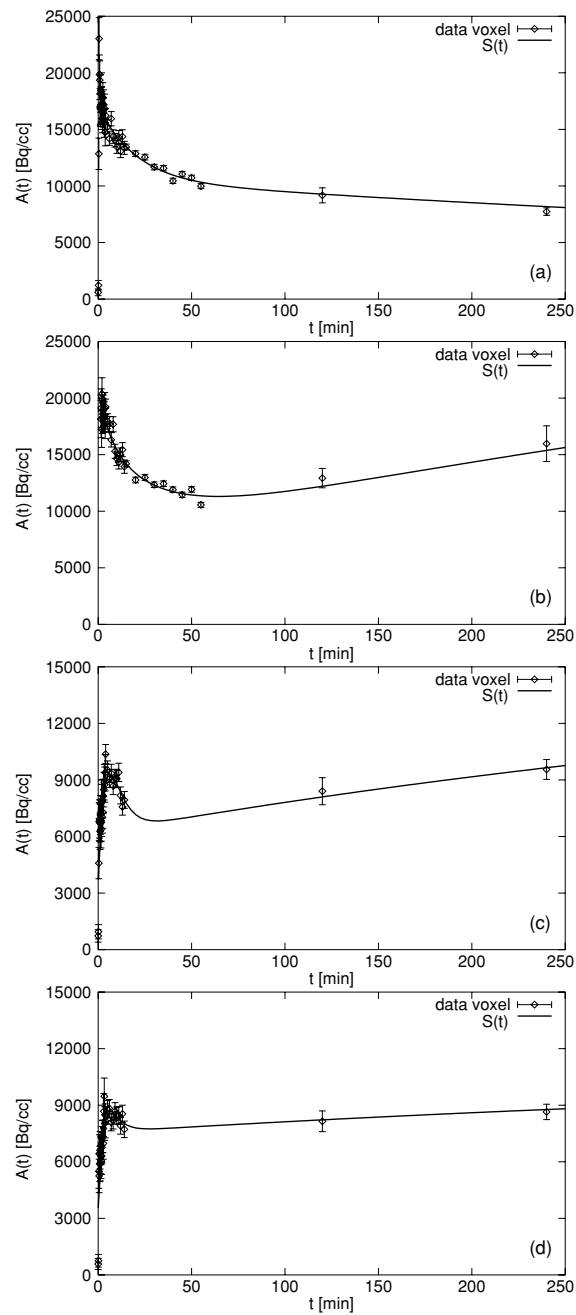 25000
data voxel
S(t)
20000
15000
10000
5000
0
A(t) [Bq/cc]
(a)
0 50 100 150 200 250
t [min]
25000
data voxel
S(t)
20000
15000
10000
5000
0
A(t) [Bq/cc]
(b)
0 50 100 150 200 250
t [min]
15000
data voxel
S(t)
12000
9000
6000
3000
0
A(t) [Bq/cc]
(c)
0 50 100 150 200 250
t [min]
15000
data voxel
S(t)
12000
9000
6000
3000
0
A(t) [Bq/cc]
(d)
0 50 100 150 200 250
t [min]